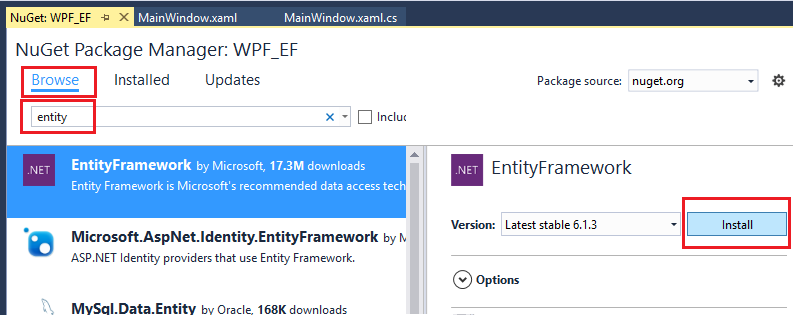 NuGet: WPF_EF MainWindow.xaml MainWindow.xaml.cs
NuGet Package Manager: WPF_EF
Browse Installed Updates
Package source: nuget.org
entity
Includ
.NET
EntityFramework by Microsoft, 17.3M downloads
Entity Framework is Microsoft's recommended data access tech
Microsoft.AspNet.Identity.EntityFramework by M
ASP.NET Identity providers that use Entity Framework.
MySql.Data.Entity by Oracle, 168K downloads
.NET
EntityFramework
Version: Latest stable 6.1.3 Install
Options